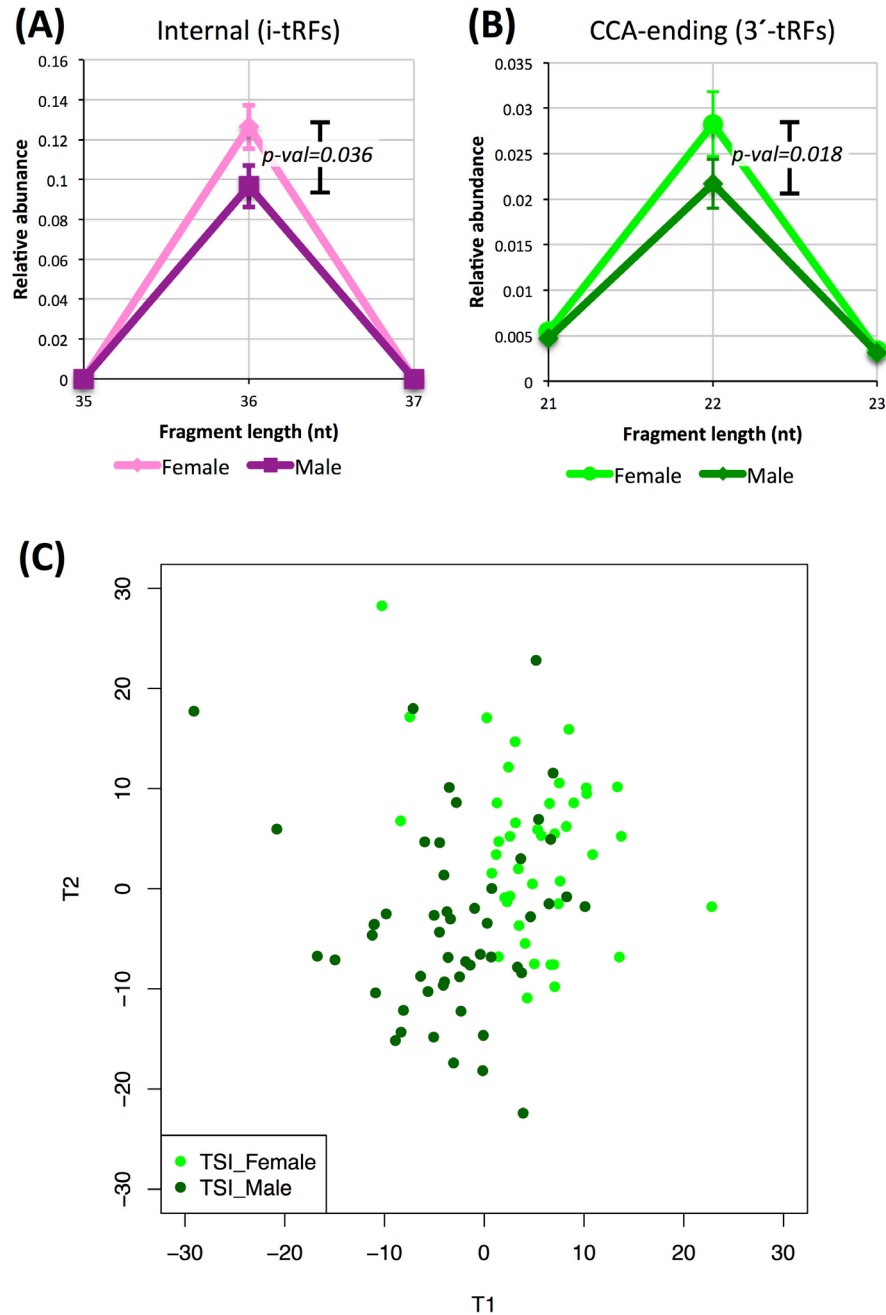 (A)
Internal (i-tRFs)
Relative abunance
0.16
0.14
0.12
0.1
0.08
0.06
0.04
0.02
0
p-val=0.036
35
36
37
Fragment length (nt)
Female
Male
(B)
CCA-ending (3´-tRFs)
Relative abundance
0.035
0.03
0.025
0.02
0.015
0.01
0.005
0
p-val=0.018
21
22
23
Fragment length (nt)
Female
Male
(C)
T2
30
20
10
0
−10
−20
−30
TSI_Female
TSI_Male
−30 −20 −10 0 10 20 30
T1